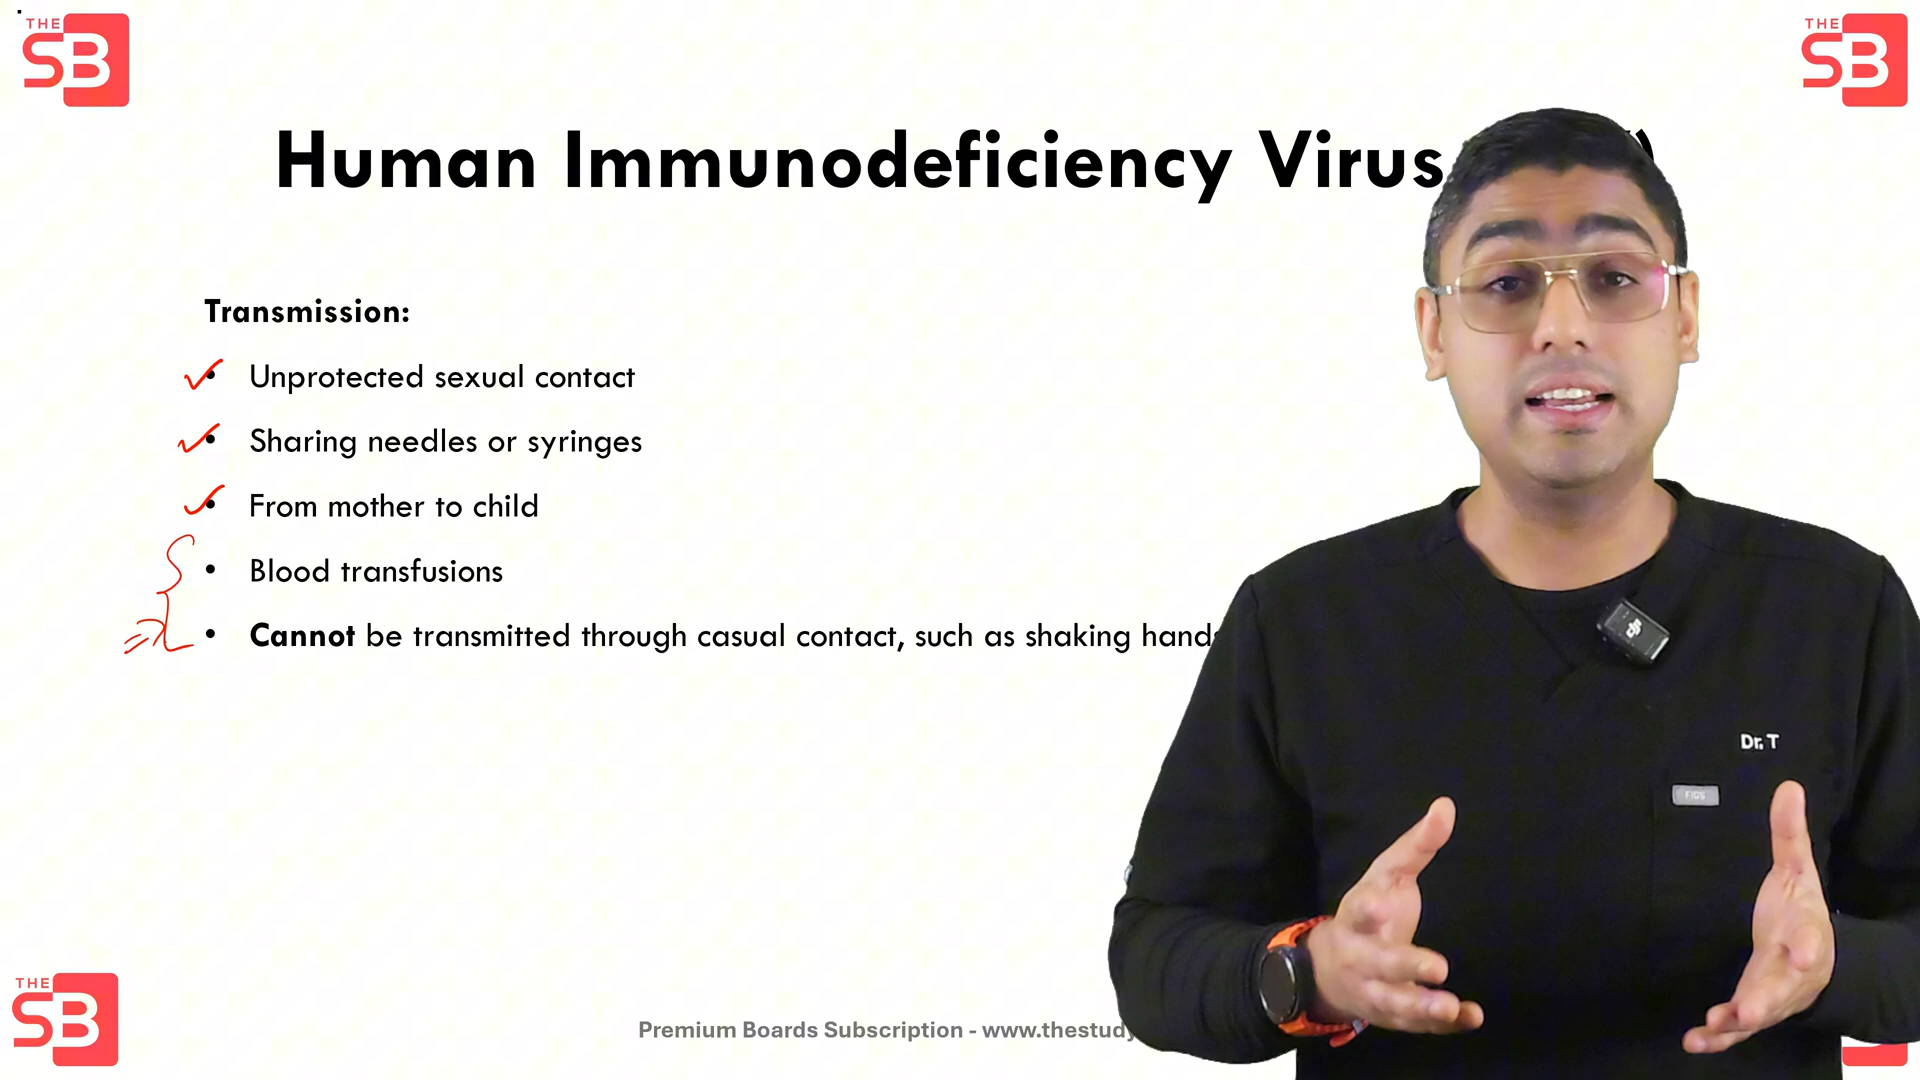 THE
SB
THE
SB
Human Immunodeficiency Virus
Transmission:
• Unprotected sexual contact
• Sharing needles or syringes
• From mother to child
• Blood transfusions
• Cannot be transmitted through casual contact, such as shaking hands
Dr. T
FIGS
THE
SB
Premium Boards Subscription - www.thestudy